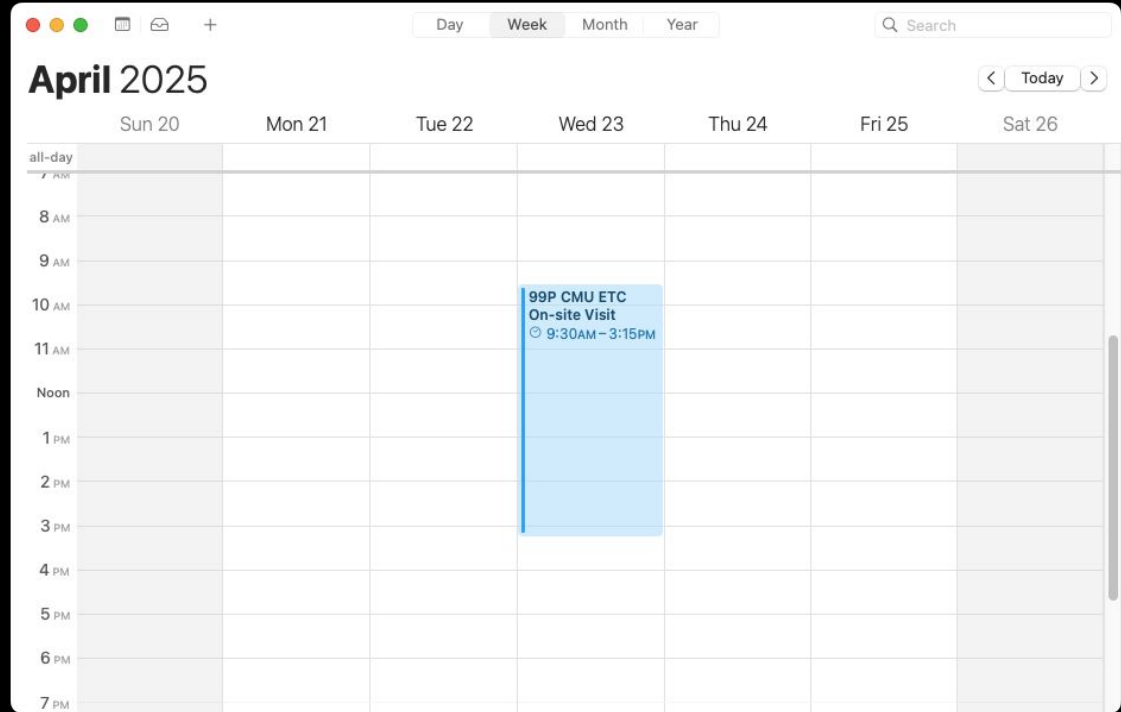 Day Week Month Year Search
April 2025 Today
Sun 20 Mon 21 Tue 22 Wed 23 Thu 24 Fri 25 Sat 26
all-day
7 AM
8 AM
9 AM
99P CMU ETC
10 AM
On-site Visit
9:30AM–3:15PM
11 AM
Noon
1 PM
2 PM
3 PM
4 PM
5 PM
6 PM
7 PM